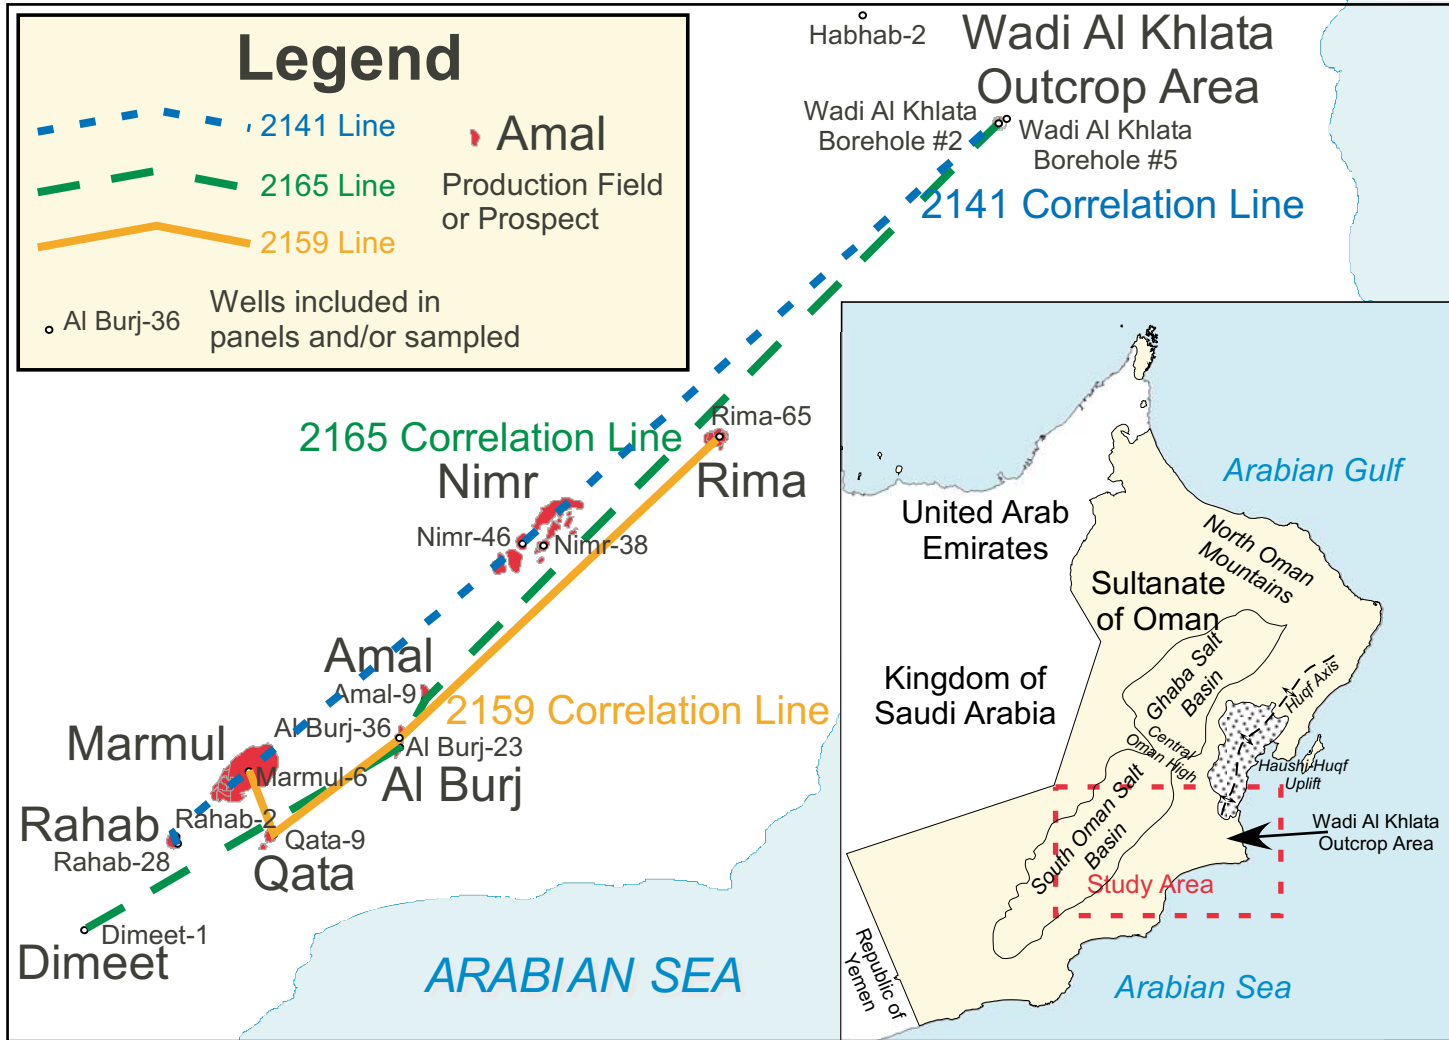 Legend
2141 Line
2165 Line
2159 Line
Amal
Production Field
or Prospect
Al Burj-36
Wells included in
panels and/or sampled
Habhab-2
Wadi Al Khlata
Outcrop Area
Wadi Al Khlata
Borehole #2
Wadi Al Khlata
Borehole #5
2141 Correlation Line
2165 Correlation Line
Rima-65
Rima
Nimr
Nimr-46
Nimr-38
Amal
Amal-9
2159 Correlation Line
Al Burj-36
Al Burj-23
Al Burj
Marmul
Marmul-6
Rahab
Rahab-2
Rahab-28
Qata-9
Qata
Dimeet-1
Dimeet
ARABIAN SEA
Arabian Gulf
United Arab
Emirates
North Oman
Mountains
Sultanate
of Oman
Kingdom of
Saudi Arabia
Ghaba Salt
Basin
Huqf Axis
Central
Oman High
Haushi-Huqf
Uplift
South Oman Salt
Basin
Wadi Al Khlata
Outcrop Area
Study Area
Republic of
Yemen
Arabian Sea